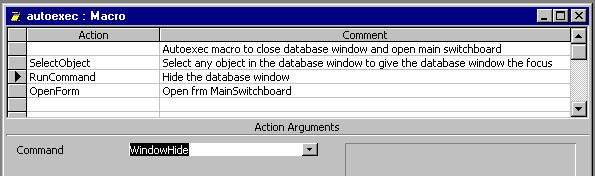 autoexec : Macro
Action Comment
Autoexec macro to close database window and open main switchboard
SelectObject Select any object in the database window to give the database window the focus
RunCommand Hide the database window
OpenForm Open frm MainSwitchboard
Action Arguments
Command WindowHide